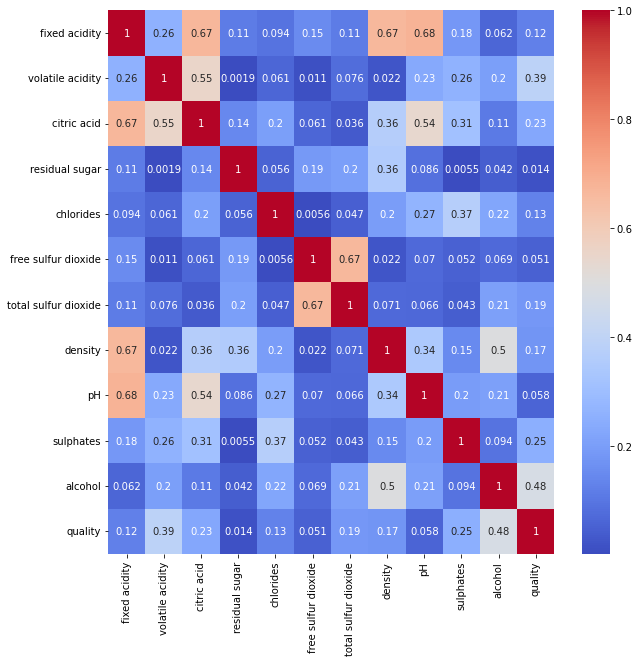 fixed acidity 1 0.26 0.67 0.11 0.094 0.15 0.11 0.67 0.68 0.18 0.062 0.12
volatile acidity 0.26 1 0.55 0.0019 0.061 0.011 0.076 0.022 0.23 0.26 0.2 0.39
citric acid 0.67 0.55 1 0.14 0.2 0.061 0.036 0.36 0.54 0.31 0.11 0.23
residual sugar 0.11 0.0019 0.14 1 0.056 0.19 0.2 0.36 0.086 0.0055 0.042 0.014
chlorides 0.094 0.061 0.2 0.056 1 0.0056 0.047 0.2 0.27 0.37 0.22 0.13
free sulfur dioxide 0.15 0.011 0.061 0.19 0.0056 1 0.67 0.022 0.07 0.052 0.069 0.051
total sulfur dioxide 0.11 0.076 0.036 0.2 0.047 0.67 1 0.071 0.066 0.043 0.21 0.19
density 0.67 0.022 0.36 0.36 0.2 0.022 0.071 1 0.34 0.15 0.5 0.17
pH 0.68 0.23 0.54 0.086 0.27 0.07 0.066 0.34 1 0.2 0.21 0.058
sulphates 0.18 0.26 0.31 0.0055 0.37 0.052 0.043 0.15 0.2 1 0.094 0.25
alcohol 0.062 0.2 0.11 0.042 0.22 0.069 0.21 0.5 0.21 0.094 1 0.48
quality 0.12 0.39 0.23 0.014 0.13 0.051 0.19 0.17 0.058 0.25 0.48 1
fixed acidity
volatile acidity
citric acid
residual sugar
chlorides
free sulfur dioxide
total sulfur dioxide
density
pH
sulphates
alcohol
quality
1.0
0.8
0.6
0.4
0.2